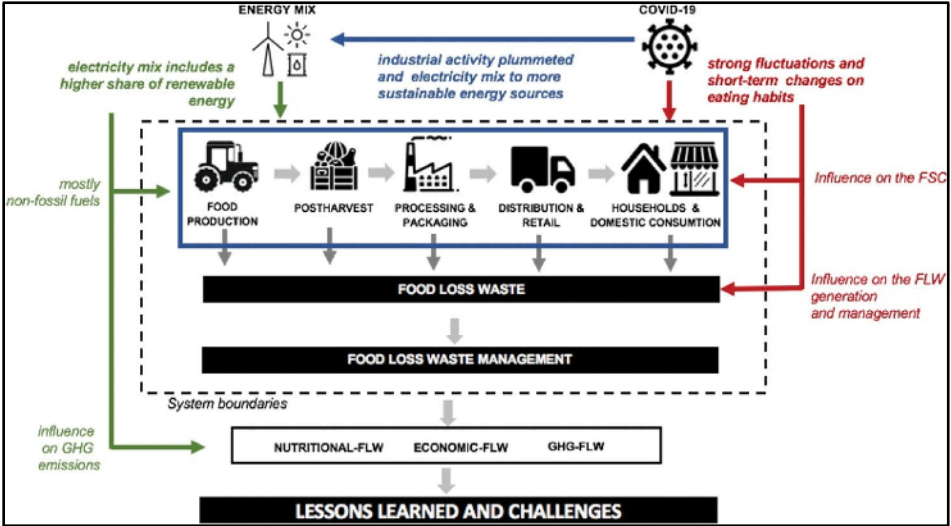 ENERGY MIX
COVID-19
electricity mix includes a
higher share of renewable
energy
industrial activity plummeted
and electricity mix to more
sustainable energy sources
strong fluctuations and
short-term changes on
eating habits
mostly
non-fossil fuels
FOOD
PRODUCTION
POSTHARVEST
PROCESSING &
PACKAGING
DISTRIBUTION &
RETAIL
HOUSEHOLDS &
DOMESTIC CONSUMTION
Influence on the FSC
FOOD LOSS WASTE
Influence on the FLW
generation
and management
FOOD LOSS WASTE MANAGEMENT
System boundaries
influence
on GHG
emissions
NUTRITIONAL-FLW ECONOMIC-FLW GHG-FLW
LESSONS LEARNED AND CHALLENGES